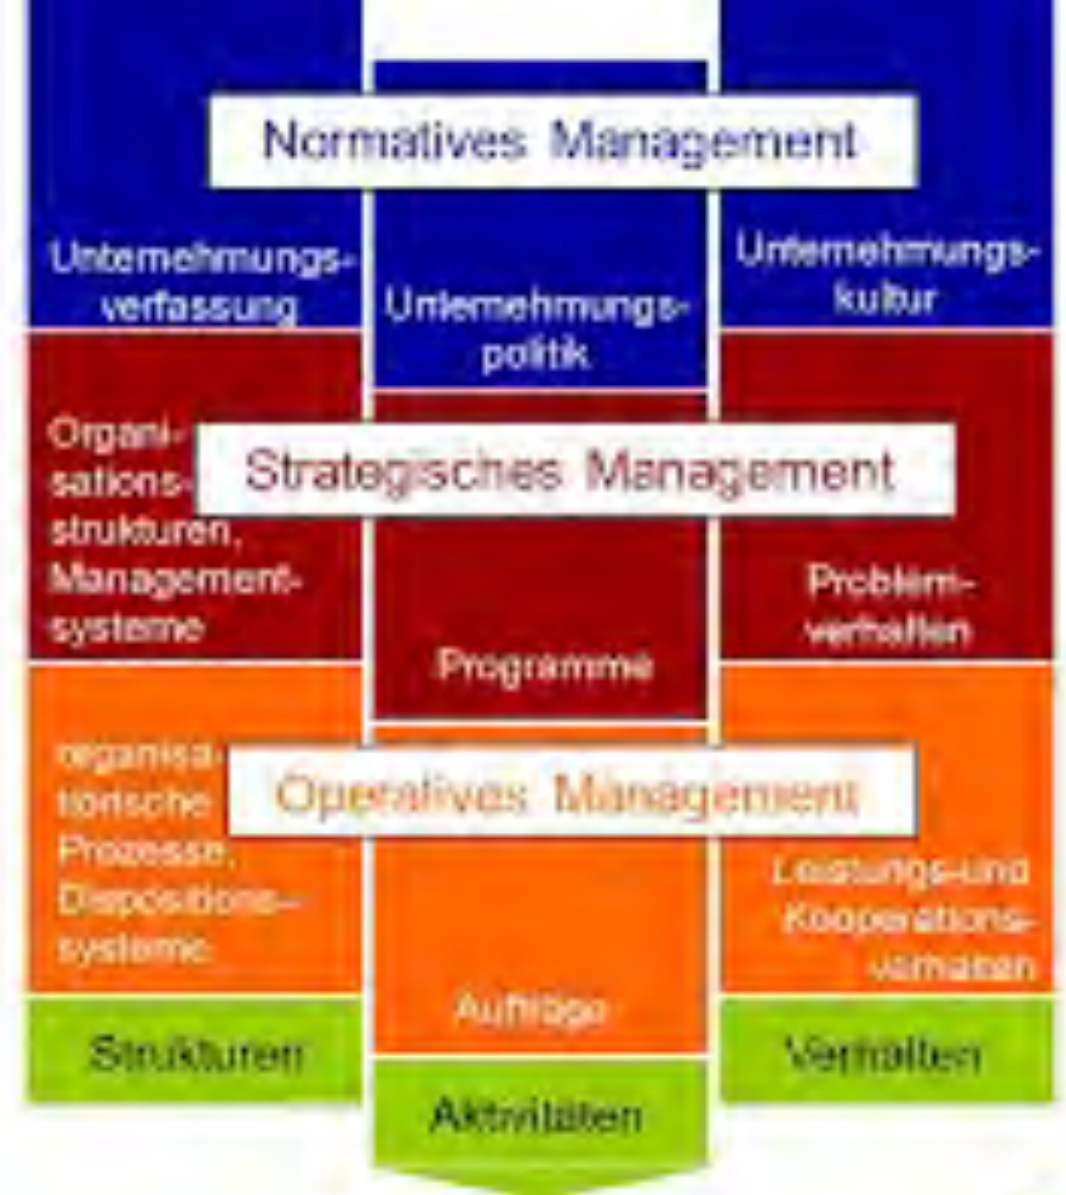 Normatives Management
Unternehmungs-
verfassung
Unternehmungs-
politik
Unternehmungs-
kultur
Strategisches Management
Organi-
sations-
strukturen,
Management-
systeme
Programme
Problem-
verhalten
Operatives Management
reganisa-
torische
Prozesse,
Dispositions-
systeme
Aufträge
Leistungs-und
Kooperations-
verhalten
Strukturen
Aktivitäten
Verhalten